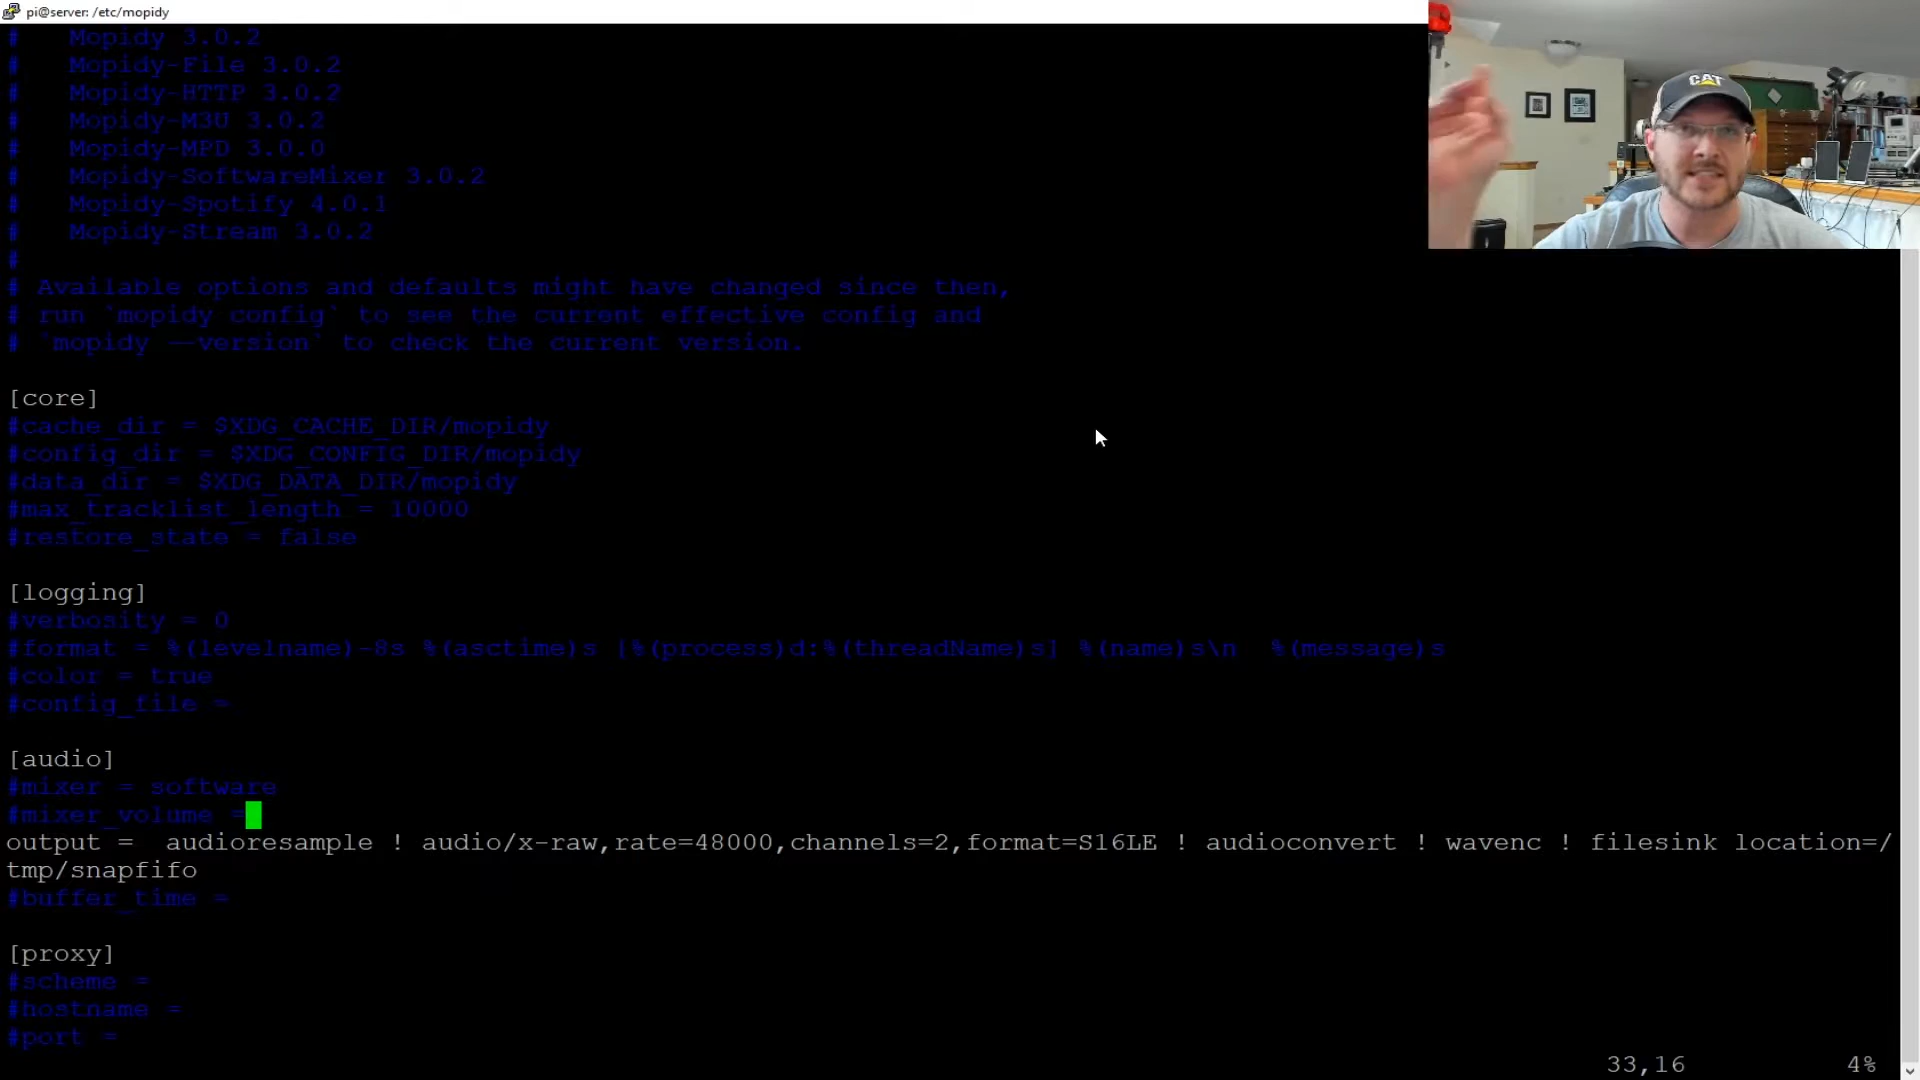 pi@server: /etc/mopidy
#   Mopidy 3.0.2
#   Mopidy-File 3.0.2
#   Mopidy-HTTP 3.0.2
#   Mopidy-M3U 3.0.2
#   Mopidy-MPD 3.0.0
#   Mopidy-SoftwareMixer 3.0.2
#   Mopidy-Spotify 4.0.1
#   Mopidy-Stream 3.0.2
#
# Available options and defaults might have changed since then,
# run `mopidy config` to see the current effective config and
# `mopidy --version` to check the current version.
[core]
#cache_dir = $XDG_CACHE_DIR/mopidy
#config_dir = $XDG_CONFIG_DIR/mopidy
#data_dir = $XDG_DATA_DIR/mopidy
#max_tracklist_length = 10000
#restore_state = false
[logging]
#verbosity = 0
#format = %(levelname)-8s %(asctime)s [%(process)d:%(threadName)s] %(name)s\n  %(message)s
#color = true
#config_file =
[audio]
#mixer = software
#mixer_volume =
output =  audioresample ! audio/x-raw,rate=48000,channels=2,format=S16LE ! audioconvert ! wavenc ! filesink location=/
tmp/snapfifo
#buffer_time =
[proxy]
#scheme =
#hostname =
#port =
33,16 4%
CAT